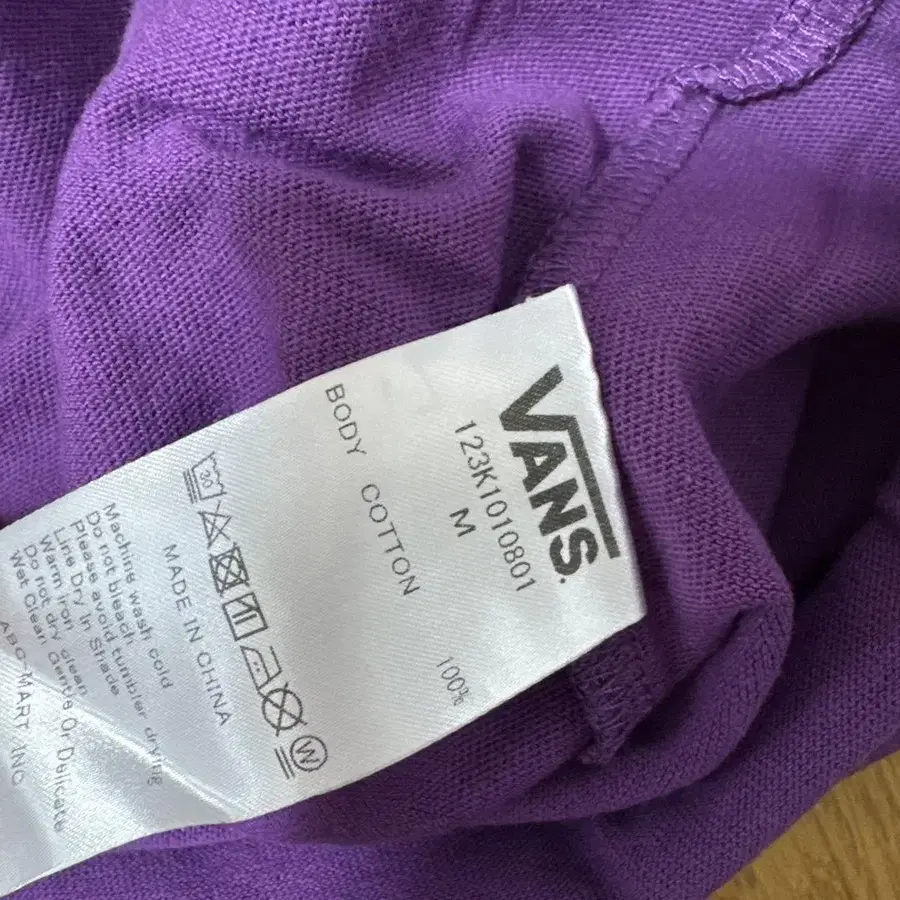 VANS.
123K1010801
M
BODY COTTON 100%
30
W
MADE IN CHINA
Machine wash cold
Do not bleach
Please avoid tumbler drying
Line Dry In Shade
Warm iron
Do not dry clean
Wet Clean Gentle Or Delicate
ABC-MART, INC